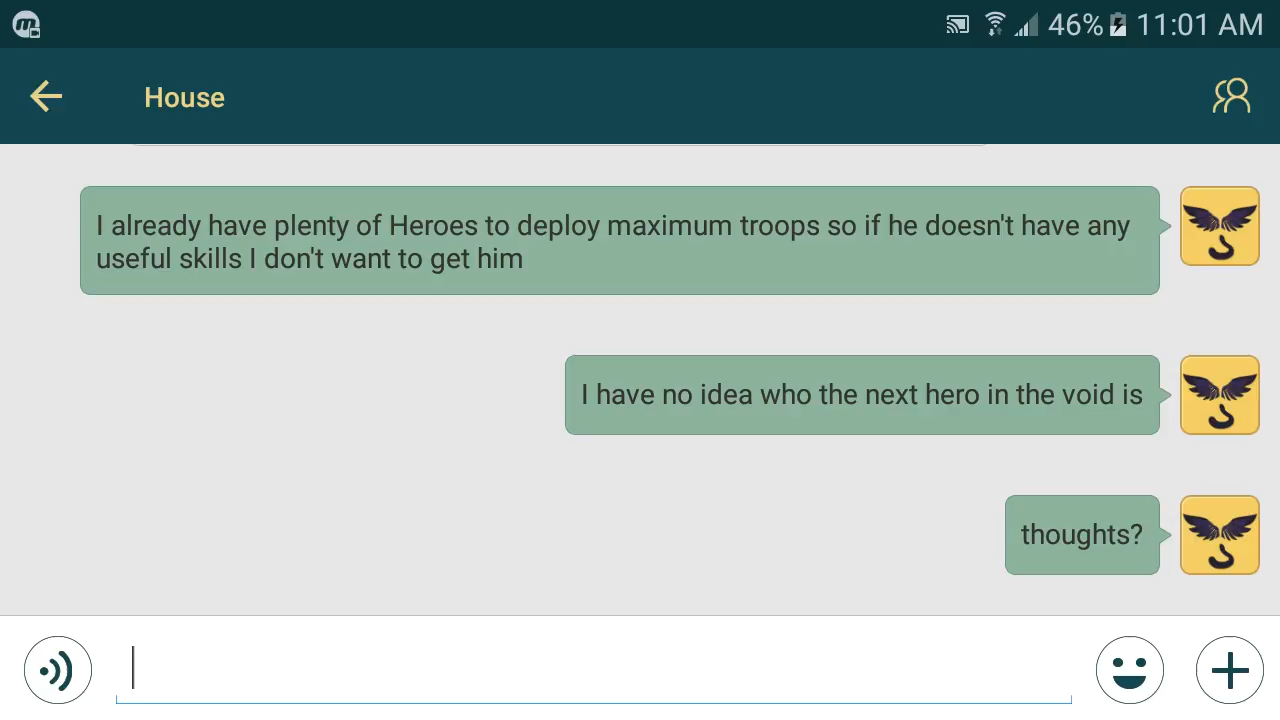 46% 11:01 AM
House
I already have plenty of Heroes to deploy maximum troops so if he doesn't have any
useful skills I don't want to get him
I have no idea who the next hero in the void is
thoughts?